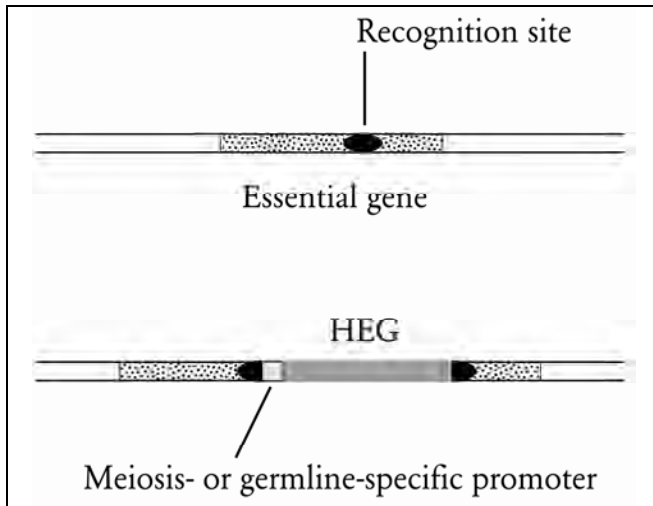 Recognition site
Essential gene
HEG
Meiosis- or germline-specific promoter